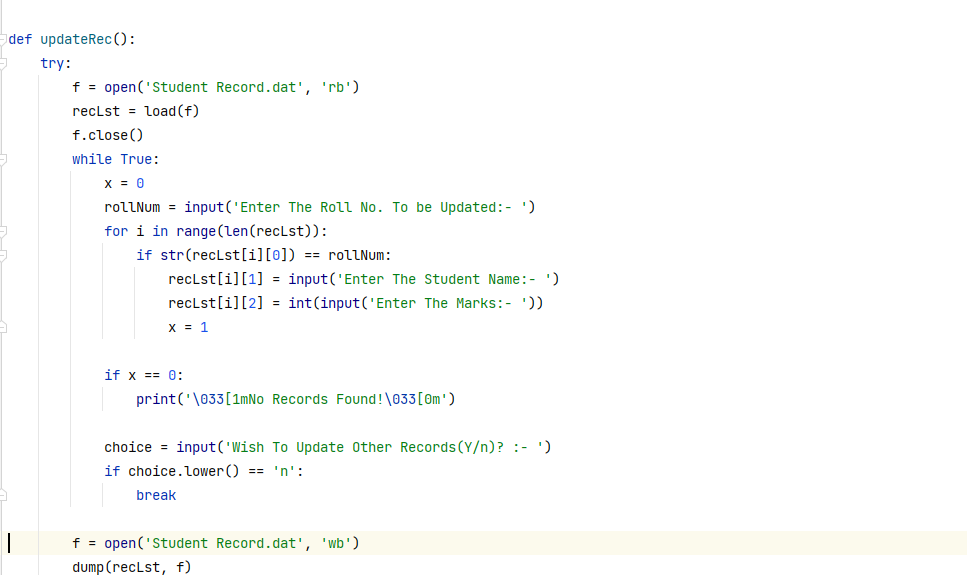 def updateRec():
    try:
        f = open('Student Record.dat', 'rb')
        recLst = load(f)
        f.close()
        while True:
            x = 0
            rollNum = input('Enter The Roll No. To be Updated:- ')
            for i in range(len(recLst)):
                if str(recLst[i][0]) == rollNum:
                    recLst[i][1] = input('Enter The Student Name:- ')
                    recLst[i][2] = int(input('Enter The Marks:- '))
                    x = 1
            if x == 0:
                print('\033[1mNo Records Found!\033[0m')
            choice = input('Wish To Update Other Records(Y/n)? :- ')
            if choice.lower() == 'n':
                break
        f = open('Student Record.dat', 'wb')
        dump(recLst, f)